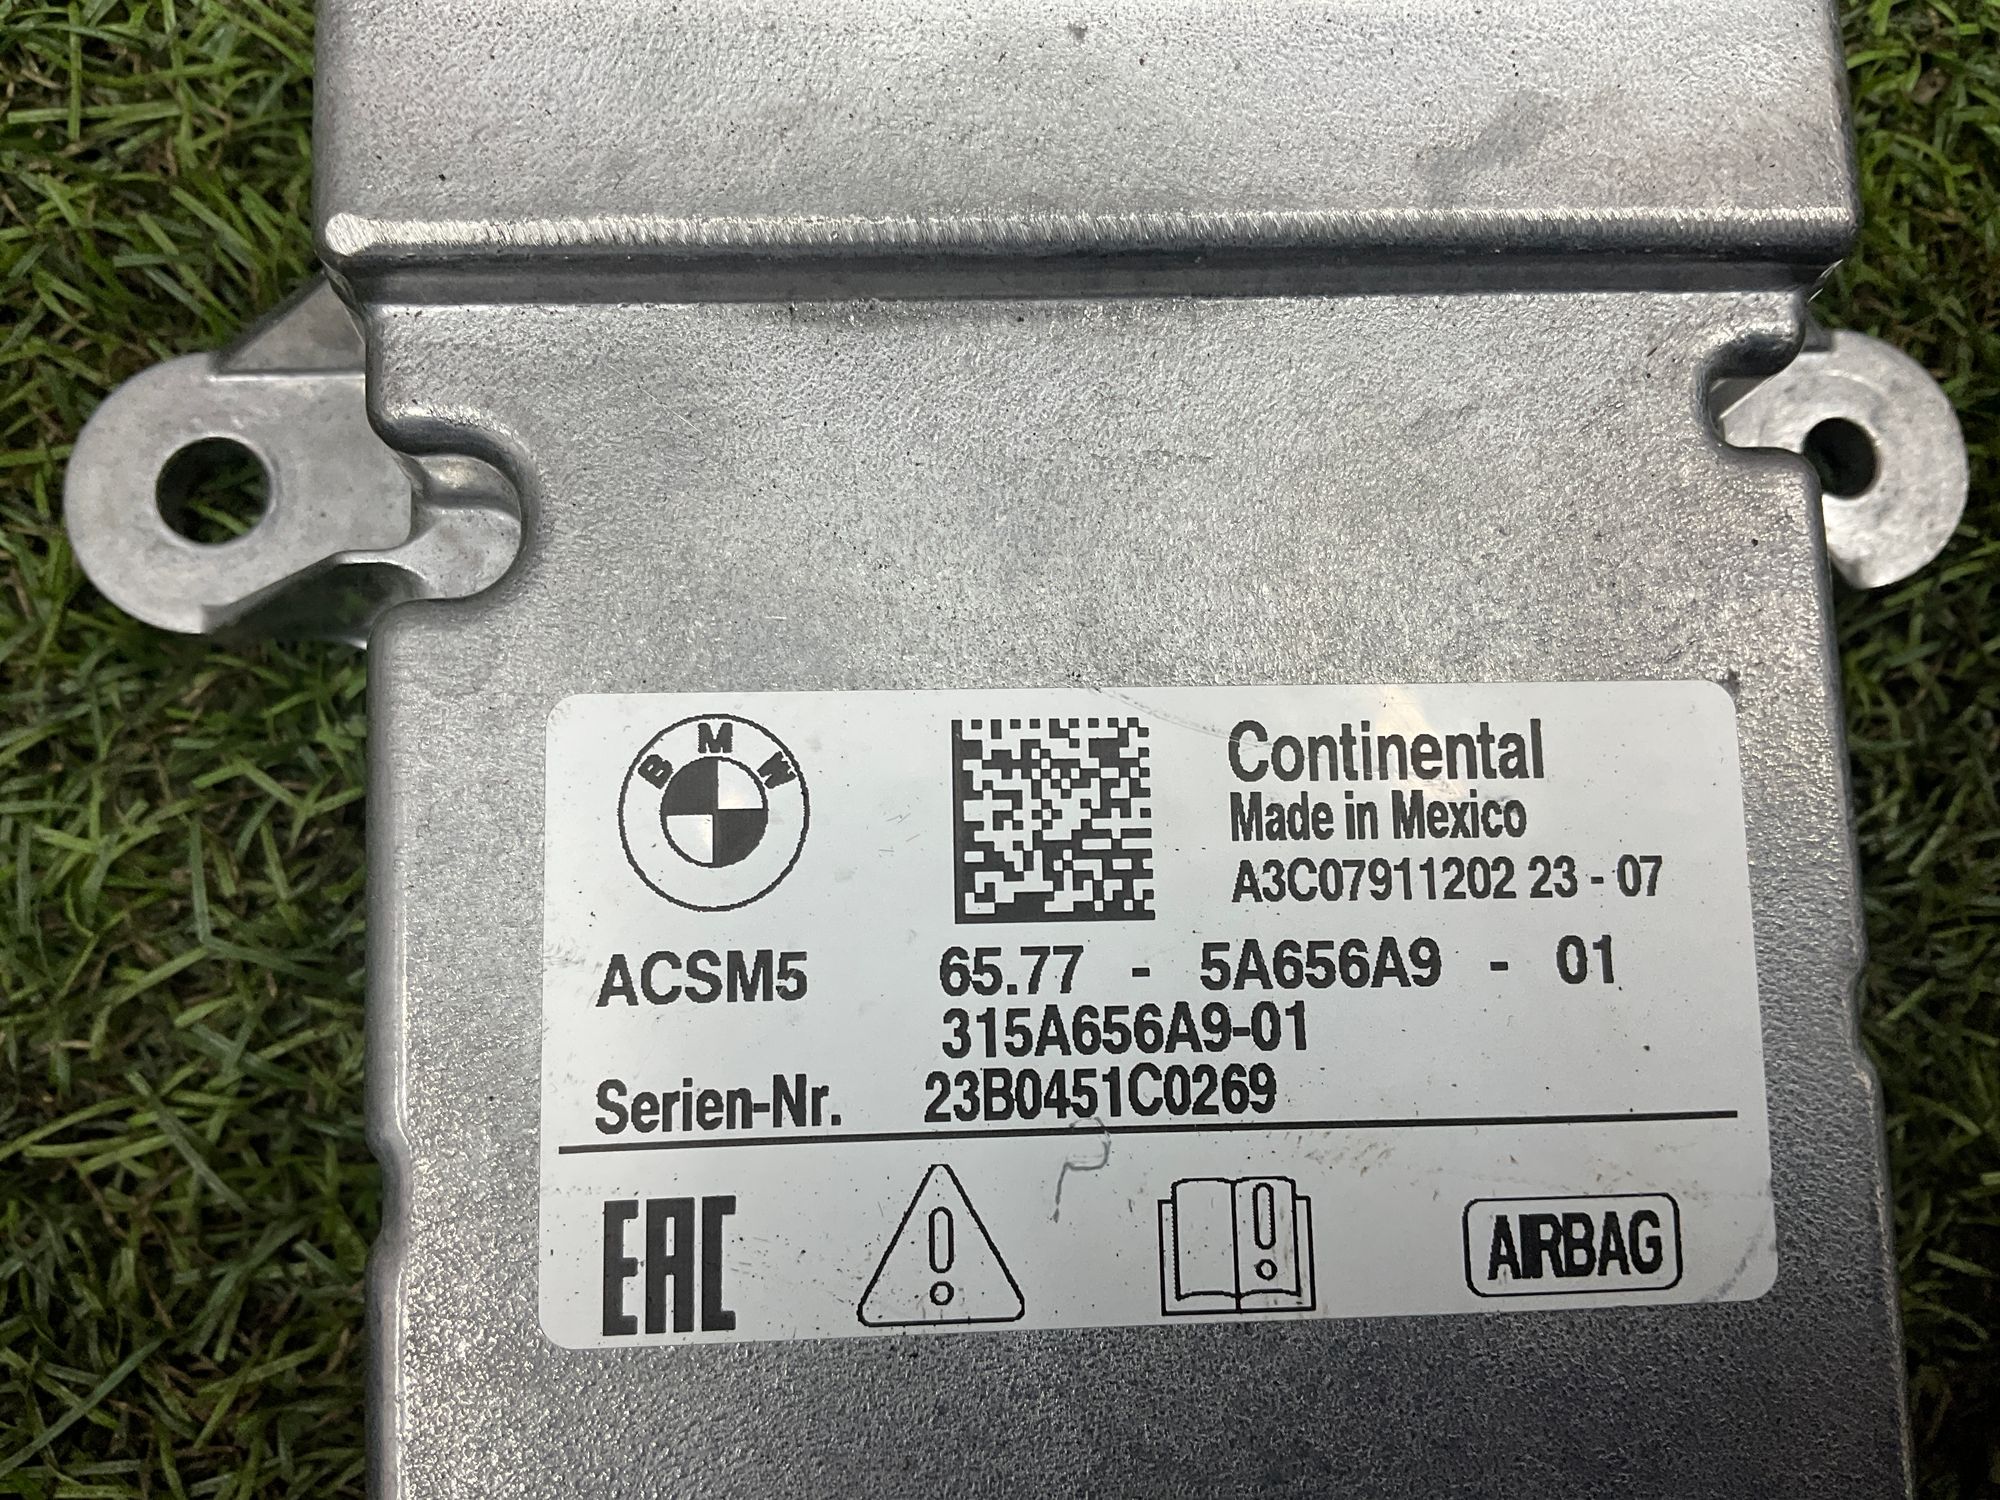 BMW
Continental
Made in Mexico
A3C07911202 23 - 07
ACSM5 65.77 - 5A656A9 - 01
315A656A9-01
Serien-Nr. 23B0451C0269
EAC
AIRBAG